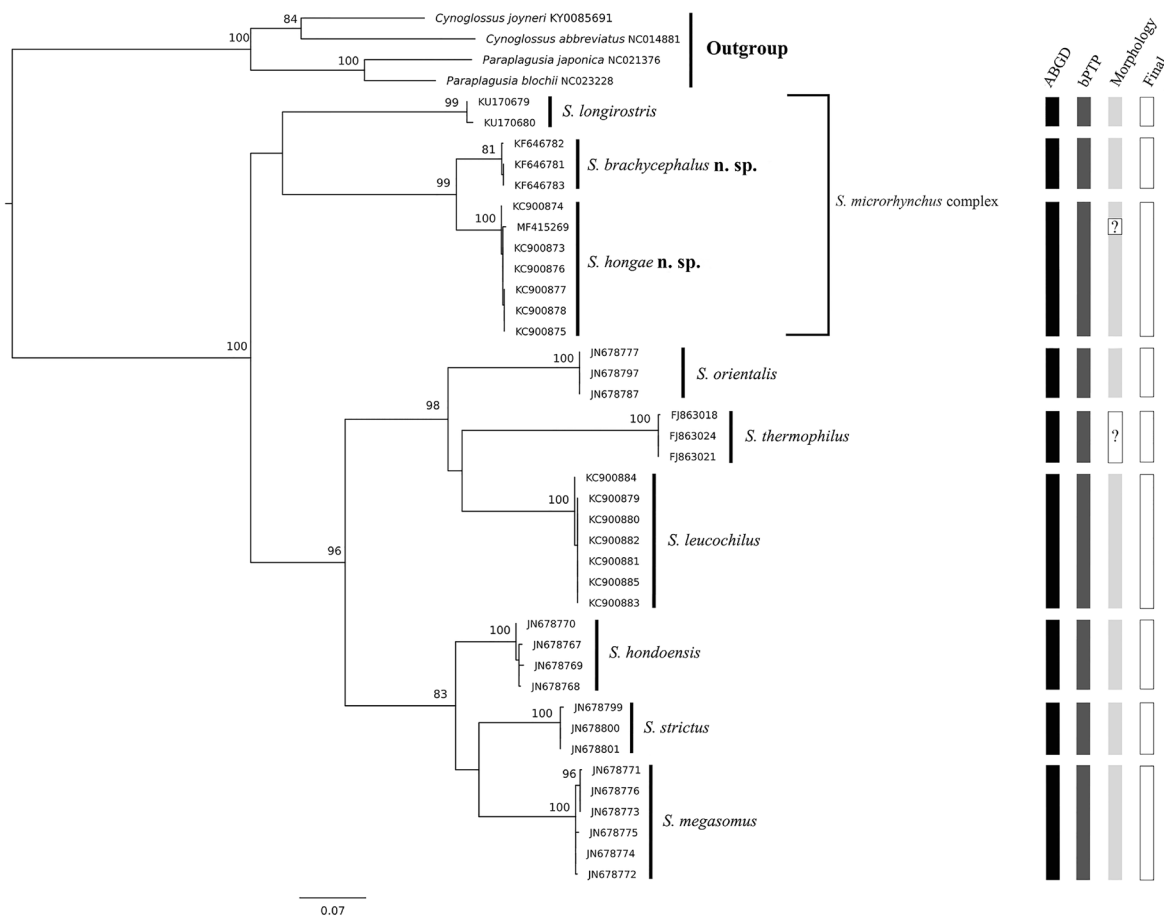 84
Cynoglossus joyneri KY0085691
100
Cynoglossus abbreviatus NC014881
Outgroup
100
Paraplagusia japonica NC021376
Paraplagusia blochii NC023228
ABGD
bPTP
Morphology
Final
99
KU170679
KU170680
S. longirostris
81
KF646782
KF646781
KF646783
S. brachycephalus n. sp.
99
100
KC900874
MF415269
KC900873
KC900876
KC900877
KC900878
KC900875
S. hongae n. sp.
S. microrhynchus complex
?
100
100
JN678777
JN678797
JN678787
S. orientalis
98
100
FJ863018
FJ863024
FJ863021
S. thermophilus
?
100
KC900884
KC900879
KC900880
KC900882
KC900881
KC900885
KC900883
S. leucochilus
96
100
JN678770
JN678767
JN678769
JN678768
S. hondoensis
83
100
JN678799
JN678800
JN678801
S. strictus
96
100
JN678771
JN678776
JN678773
JN678775
JN678774
JN678772
S. megasomus
0.07